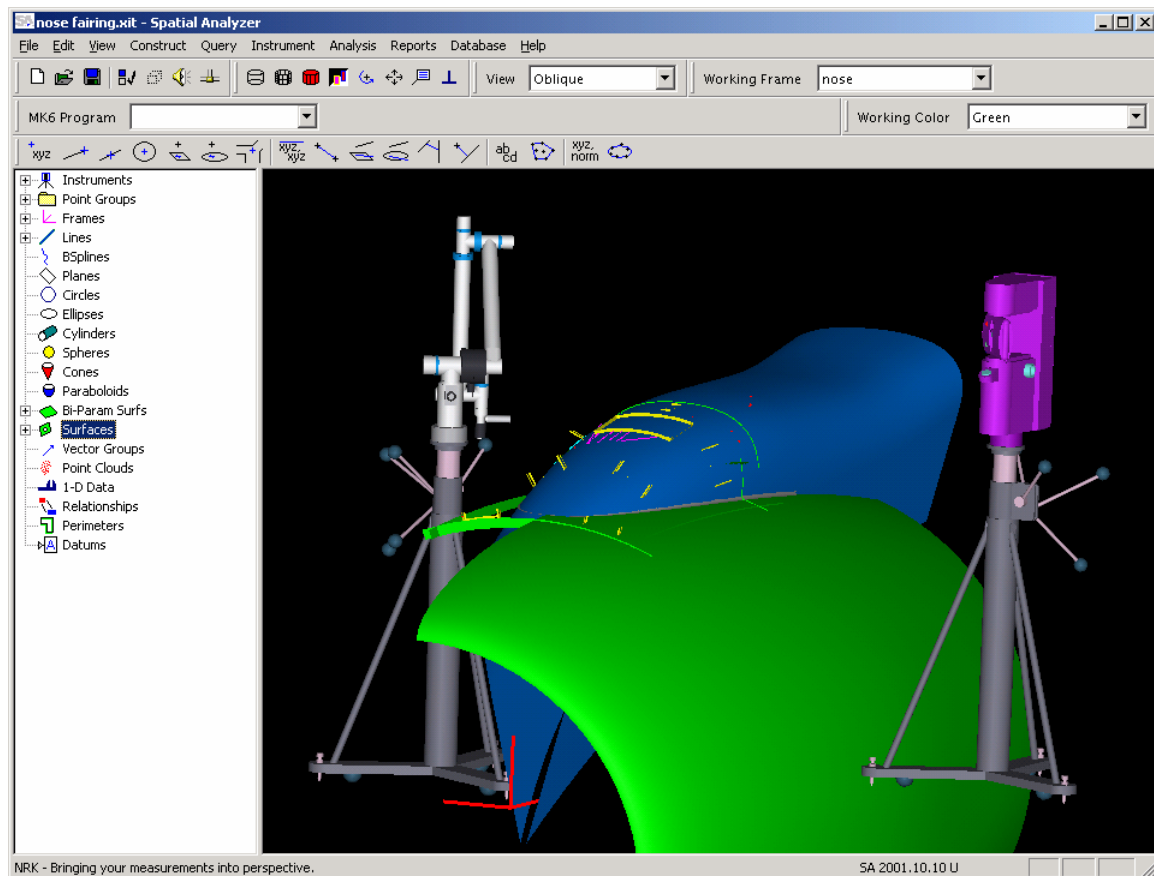 SA nose fairing.xit - Spatial Analyzer
File Edit View Construct Query Instrument Analysis Reports Database Help
View Oblique Working Frame nose
MK6 Program Working Color Green
xyz xyz, xyz ab cd xyz, norm
Instruments
Point Groups
Frames
Lines
BSplines
Planes
Circles
Ellipses
Cylinders
Spheres
Cones
Paraboloids
Bi-Param Surfs
Surfaces
Vector Groups
Point Clouds
1-D Data
Relationships
Perimeters
A Datums
NRK - Bringing your measurements into perspective. SA 2001.10.10 U